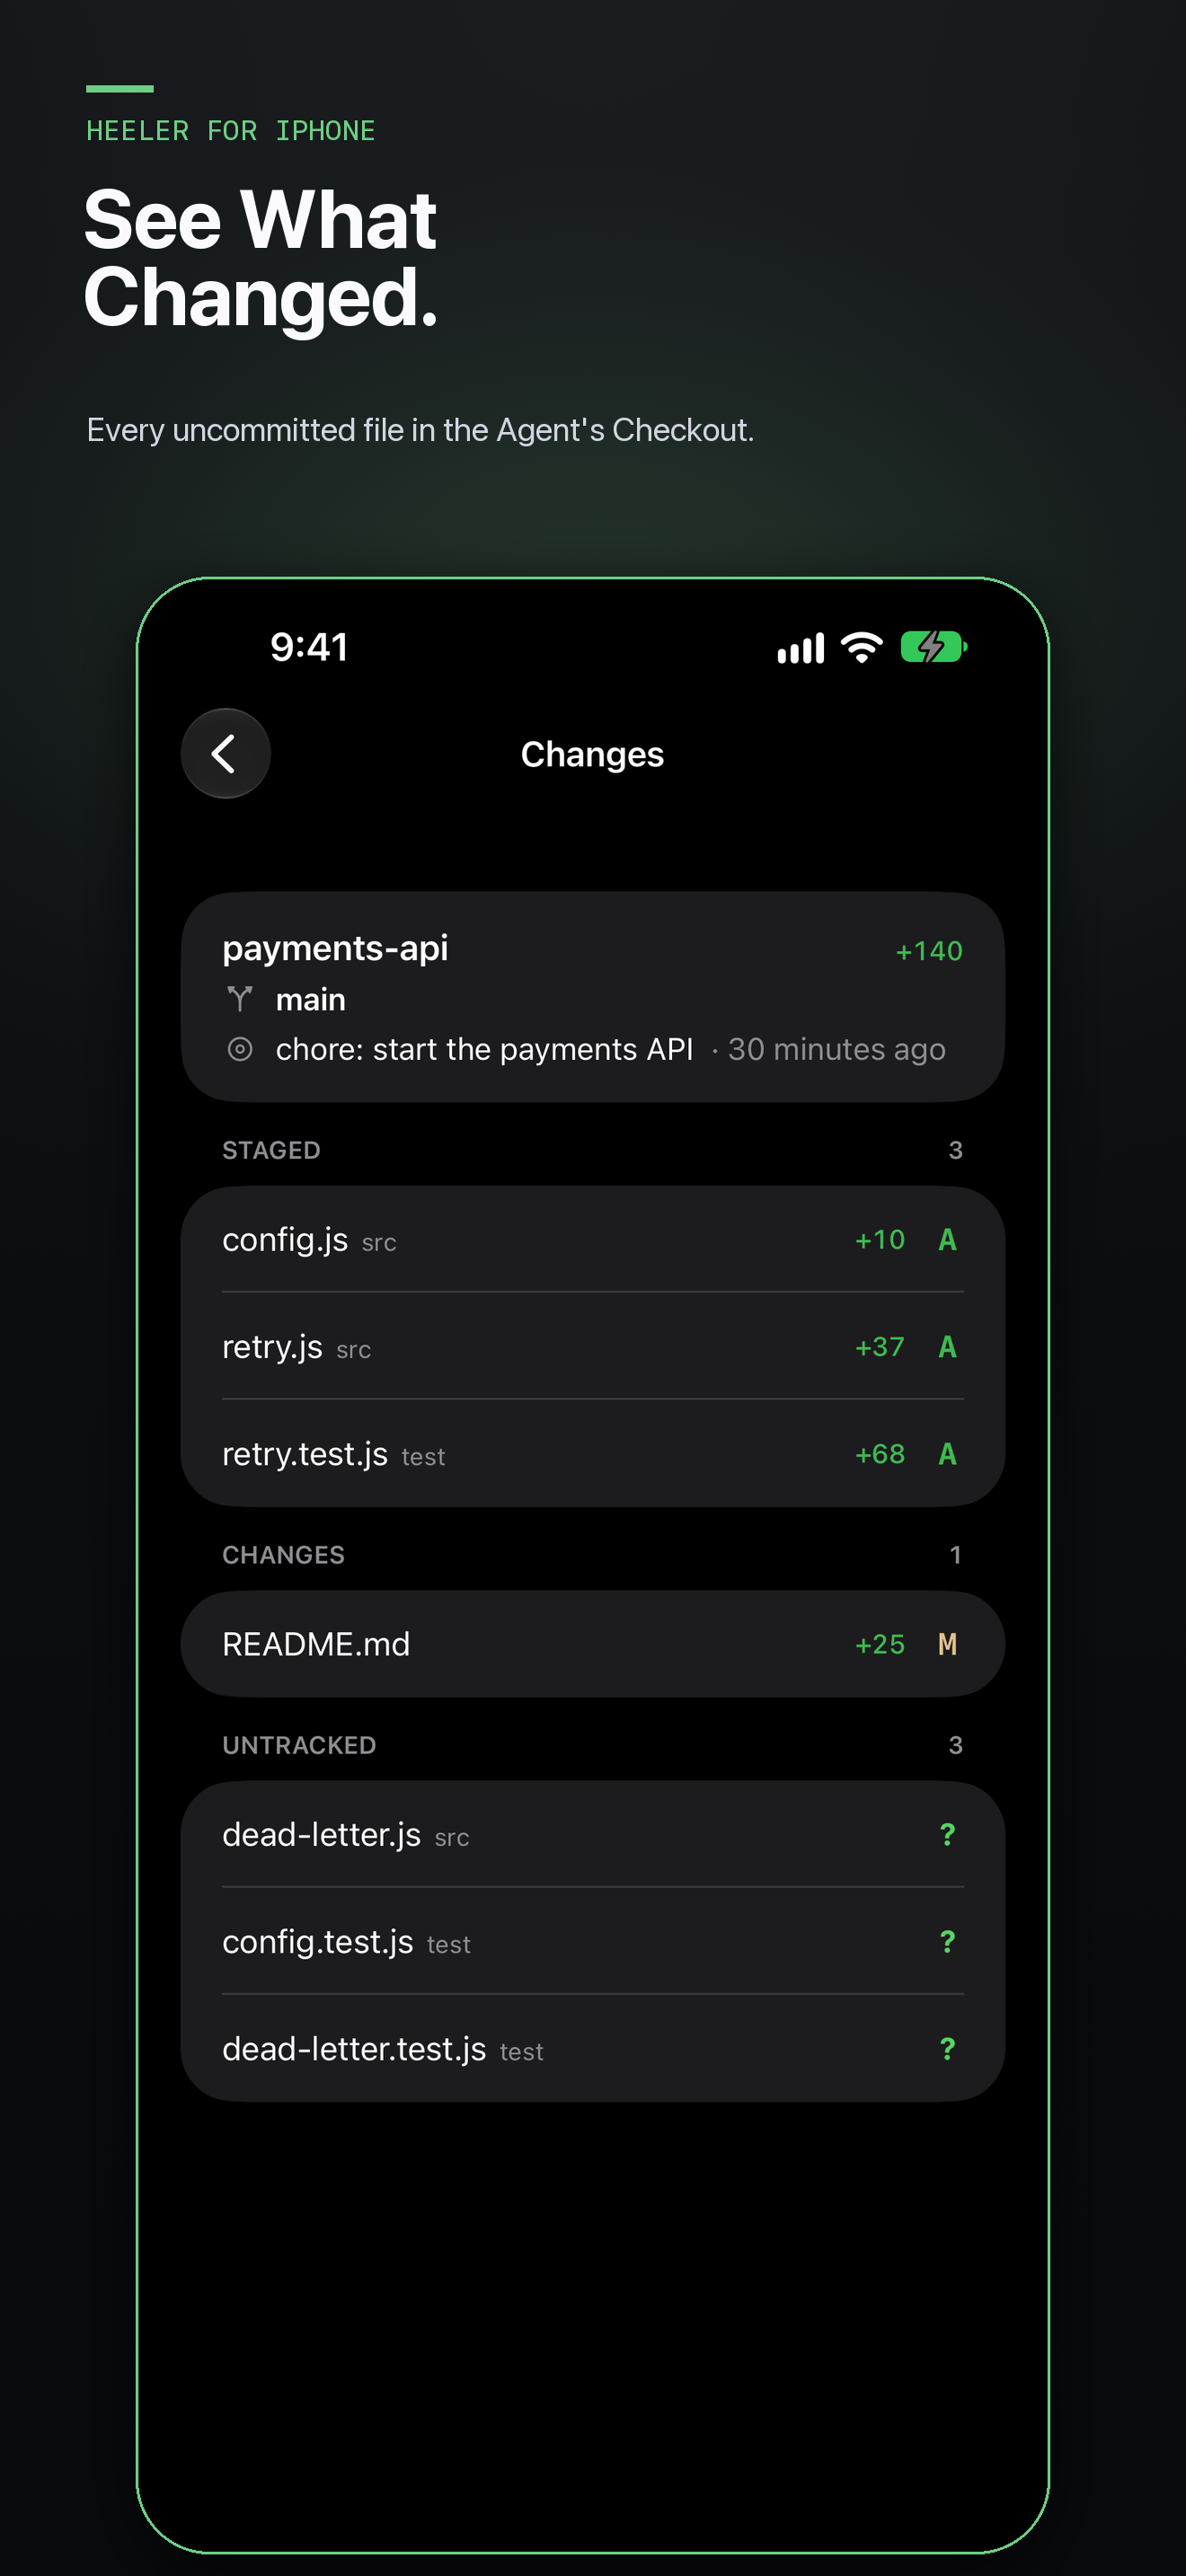 HEELER FOR IPHONE
See What
Changed.
Every uncommitted file in the Agent's Checkout.
9:41
Changes
payments-api +140
main
chore: start the payments API · 30 minutes ago
STAGED 3
config.js src +10 A
retry.js src +37 A
retry.test.js test +68 A
CHANGES 1
README.md +25 M
UNTRACKED 3
dead-letter.js src ?
config.test.js test ?
dead-letter.test.js test ?